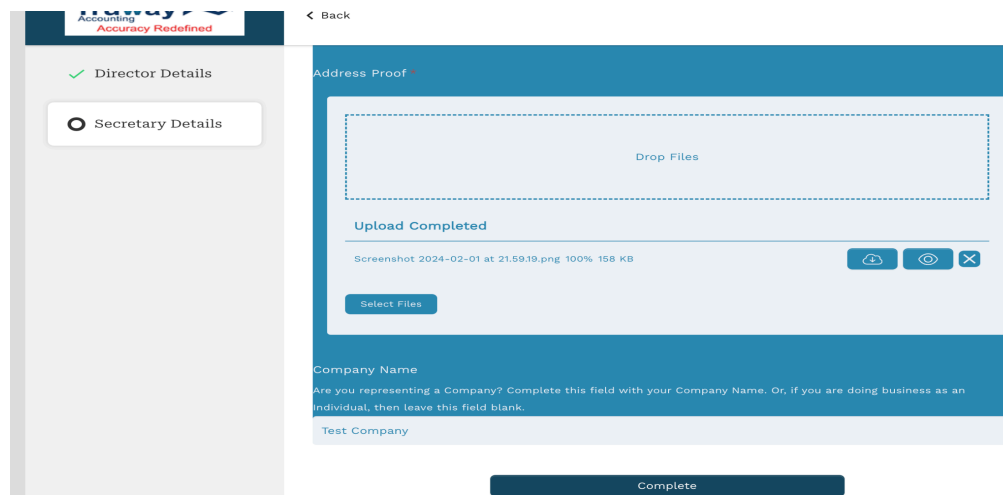 Accounting
Accuracy Redefined
Back
Director Details
Secretary Details
Address Proof *
Drop Files
Upload Completed
Screenshot 2024-02-01 at 21.59.19.png 100% 158 KB
Select Files
Company Name
Are you representing a Company? Complete this field with your Company Name. Or, if you are doing business as an
Individual, then leave this field blank.
Test Company
Complete